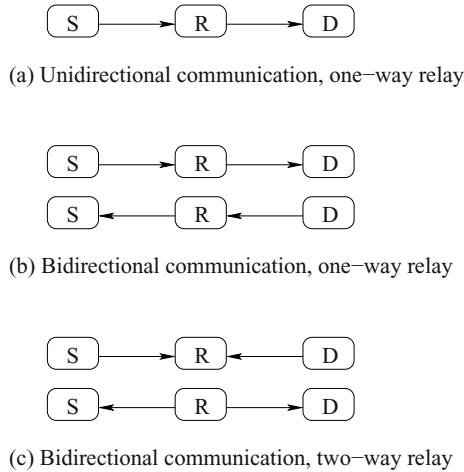 S R D
(a) Unidirectional communication, one−way relay
S R D
S R D
(b) Bidirectional communication, one−way relay
S R D
S R D
(c) Bidirectional communication, two−way relay